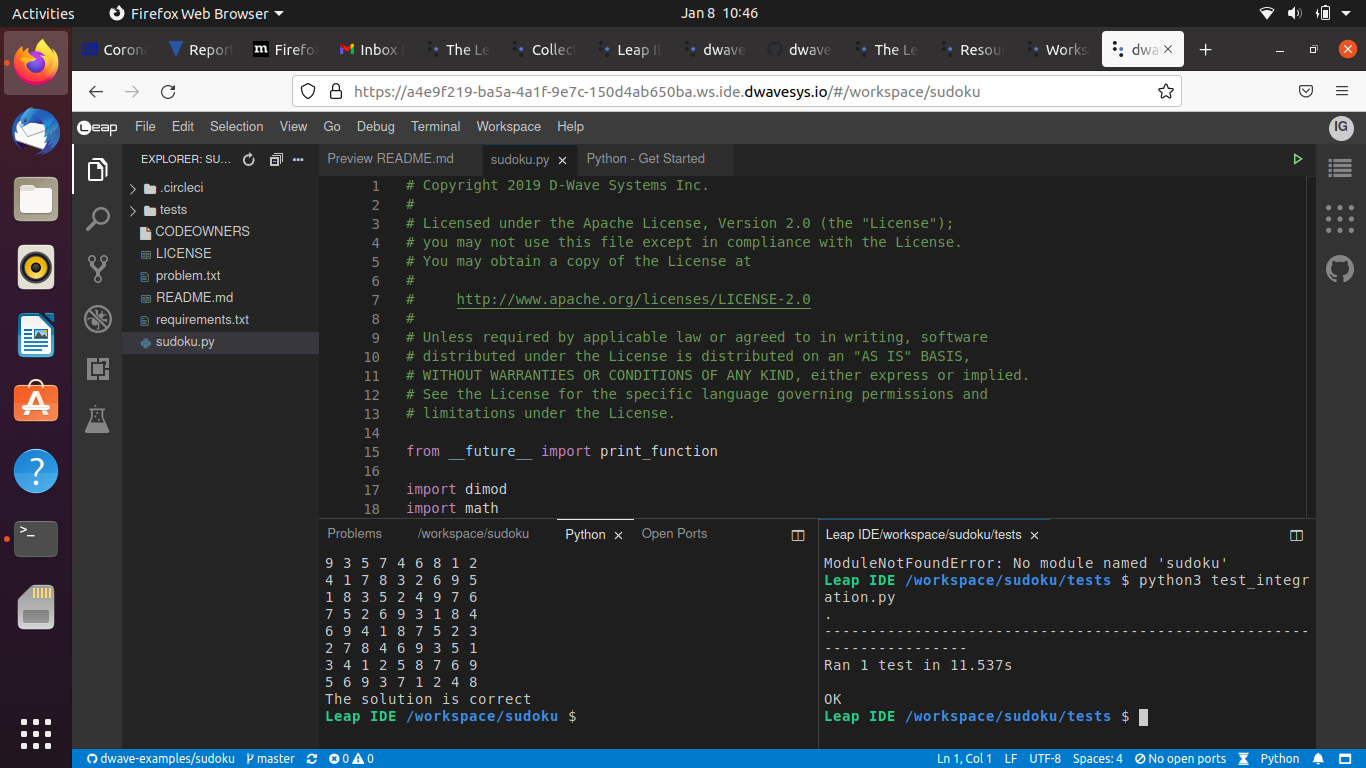 Activities
Firefox Web Browser
Jan 8 10:46
Corona
Report
Firefo
Inbox (
The Le
Collec
Leap ID
dwave
dwave
The Le
Resou
Works
dwa
https://a4e9f219-ba5a-4a1f-9e7c-150d4ab650ba.ws.ide.dwavesys.io/#/workspace/sudoku
Leap File Edit Selection View Go Debug Terminal Workspace Help
IG
EXPLORER: SU...
.circleci
tests
CODEOWNERS
LICENSE
problem.txt
README.md
requirements.txt
sudoku.py
Preview README.md
sudoku.py
Python - Get Started
1 # Copyright 2019 D-Wave Systems Inc.
2 #
3 # Licensed under the Apache License, Version 2.0 (the "License");
4 # you may not use this file except in compliance with the License.
5 # You may obtain a copy of the License at
6 #
7 #     http://www.apache.org/licenses/LICENSE-2.0
8 #
9 # Unless required by applicable law or agreed to in writing, software
10 # distributed under the License is distributed on an "AS IS" BASIS,
11 # WITHOUT WARRANTIES OR CONDITIONS OF ANY KIND, either express or implied.
12 # See the License for the specific language governing permissions and
13 # limitations under the License.
14
15 from __future__ import print_function
16
17 import dimod
18 import math
Problems
/workspace/sudoku
Python
Open Ports
9 3 5 7 4 6 8 1 2
4 1 7 8 3 2 6 9 5
1 8 3 5 2 4 9 7 6
7 5 2 6 9 3 1 8 4
6 9 4 1 8 7 5 2 3
2 7 8 4 6 9 3 5 1
3 4 1 2 5 8 7 6 9
5 6 9 3 7 1 2 4 8
The solution is correct
Leap IDE /workspace/sudoku $
Leap IDE/workspace/sudoku/tests
ModuleNotFoundError: No module named 'sudoku'
Leap IDE /workspace/sudoku/tests $ python3 test_integr
ation.py
.
------------------------------------------------------
----------------
Ran 1 test in 11.537s
OK
Leap IDE /workspace/sudoku/tests $
dwave-examples/sudoku
master
0
0
Ln 1, Col 1
LF
UTF-8
Spaces: 4
No open ports
Python